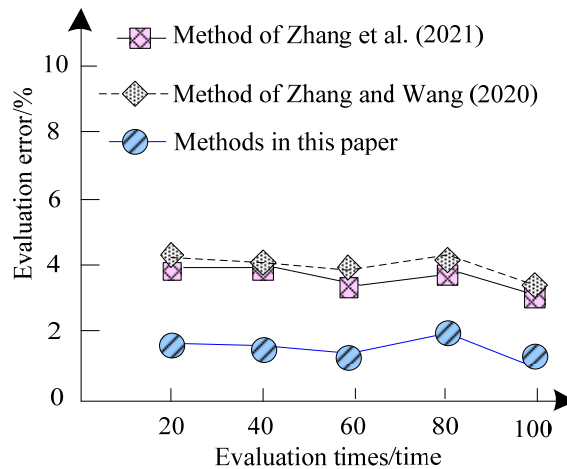 Method of Zhang et al. (2021)
Method of Zhang and Wang (2020)
Methods in this paper
Evaluation error/%
10
8
6
4
2
0
20 40 60 80 100
Evaluation times/time